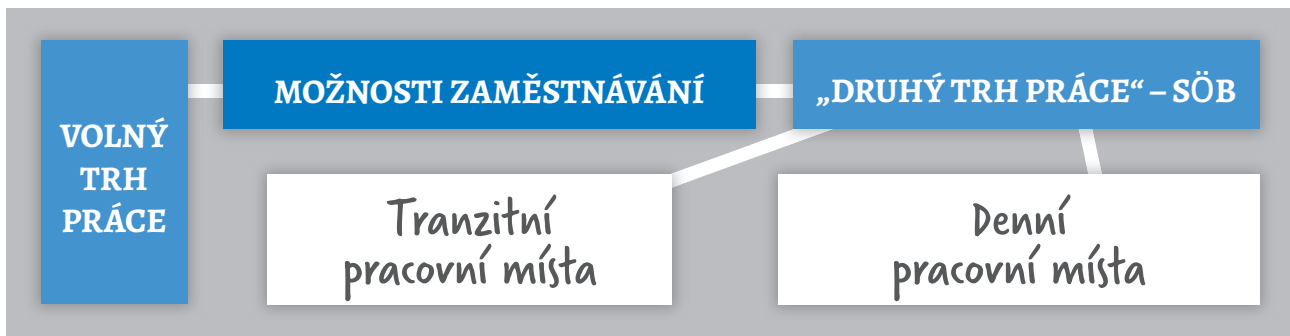 VOLNÝ
TRH
PRÁCE
MOŽNOSTI ZAMĚSTNÁVÁNÍ
„DRUHÝ TRH PRÁCE“ – SÖB
Tranzitní
pracovní místa
Denní
pracovní místa